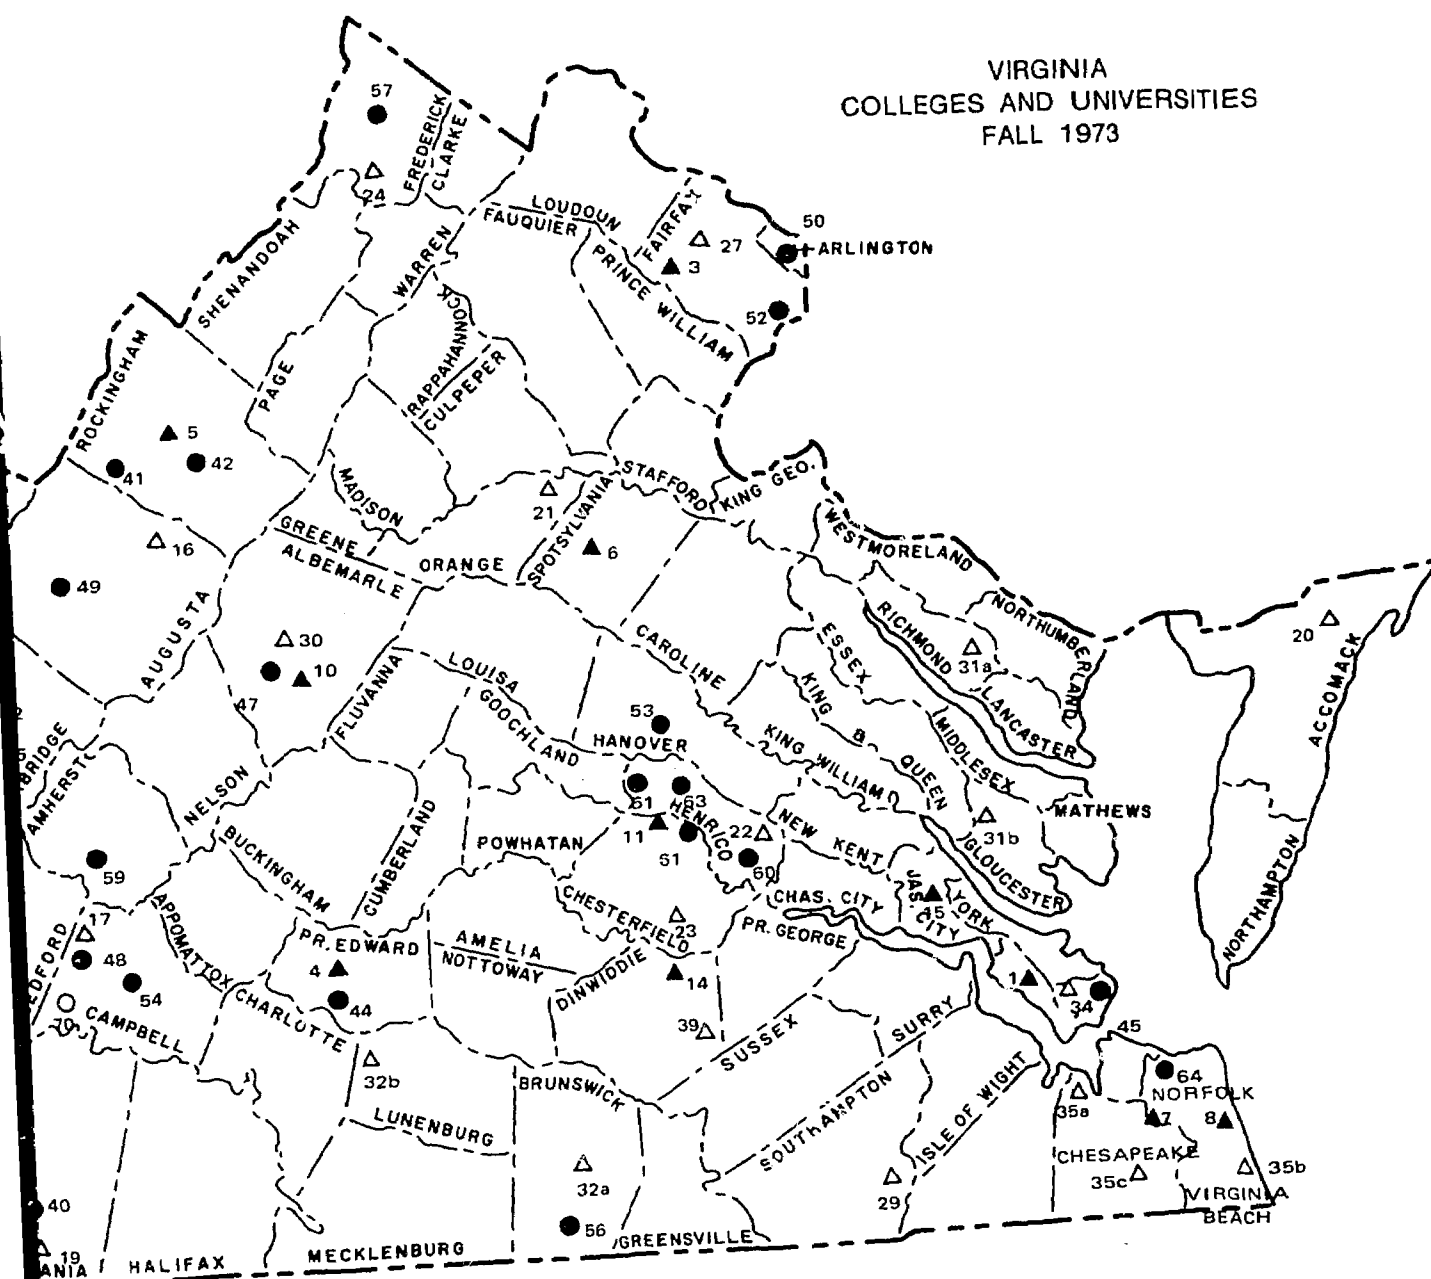 VIRGINIA
COLLEGES AND UNIVERSITIES
FALL 1973
57
FREDERICK
CLARKE
24
SHENANDOAH
WARREN
LOUDOUN
FAUQUIER
FAIRFAX
27
3
50
ARLINGTON
PRINCE WILLIAM
52
ROCKINGHAM
PAGE
RAPPAHANNOCK
CULPEPER
5
41
42
MADISON
21
STAFFORD
KING GEO.
16
GREENE
ALBEMARLE
ORANGE
SPOTSYLVANIA
6
WESTMORELAND
49
AUGUSTA
30
10
47
FLUVANNA
LOUISA
GOOCHLAND
CAROLINE
ESSEX
RICHMOND
NORTHUMBERLAND
31a
LANCASTER
20
ACCOMACK
53
HANOVER
KING & QUEEN
KING WILLIAM
MIDDLESEX
MATHEWS
BRIDGE
AMHERST
NELSON
BUCKINGHAM
CUMBERLAND
POWHATAN
61
63
HENRICO
11
61
22
60
NEW KENT
31b
GLOUCESTER
NORTHAMPTON
59
17
APPOMATTOX
PR. EDWARD
AMELIA
NOTTOWAY
CHESTERFIELD
23
CHAS. CITY
PR. GEORGE
JAS. CITY
15
YORK
EDFORD
48
54
4
44
DINWIDDIE
14
1
34
CAMPBELL
CHARLOTTE
39
SUSSEX
SURRY
45
32b
BRUNSWICK
LUNENBURG
SOUTHAMPTON
ISLE OF WIGHT
64
NORFOLK
35a
7
8
CHESAPEAKE
35c
35b
VIRGINIA
BEACH
32a
29
40
56
19
ANIA
HALIFAX
MECKLENBURG
GREENSVILLE